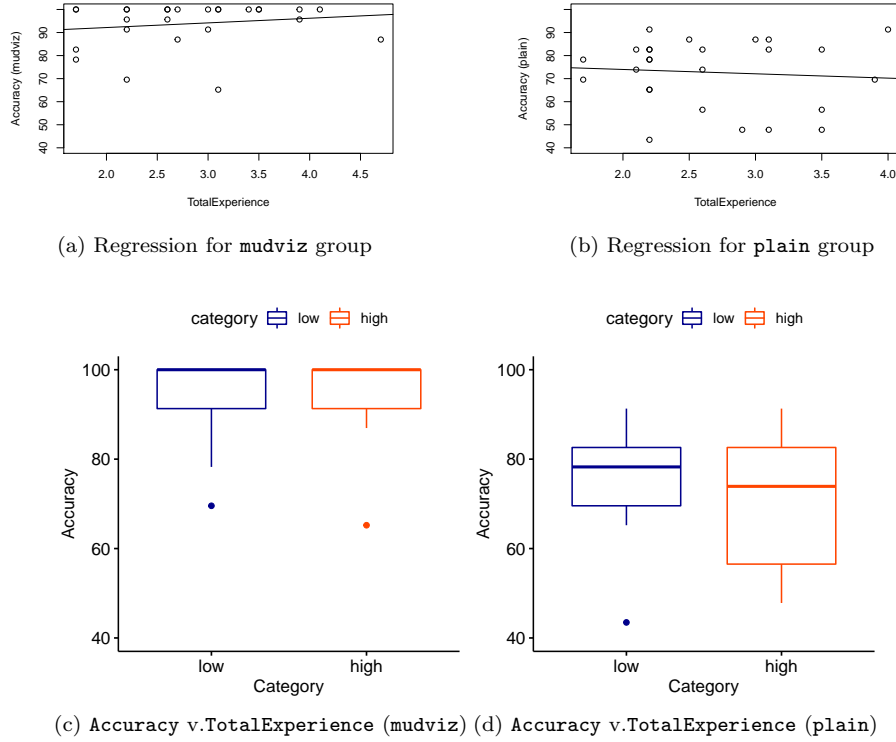 Accuracy (mudviz)
40 50 60 70 80 90
2.0 2.5 3.0 3.5 4.0 4.5
TotalExperience
Accuracy (plain)
40 50 60 70 80 90
2.0 2.5 3.0 3.5 4.0
TotalExperience
(a) Regression for mudviz group
(b) Regression for plain group
category low high
Accuracy
100
80
60
40
low high
Category
category low high
Accuracy
100
80
60
40
low high
Category
(c) Accuracy v.TotalExperience (mudviz)
(d) Accuracy v.TotalExperience (plain)